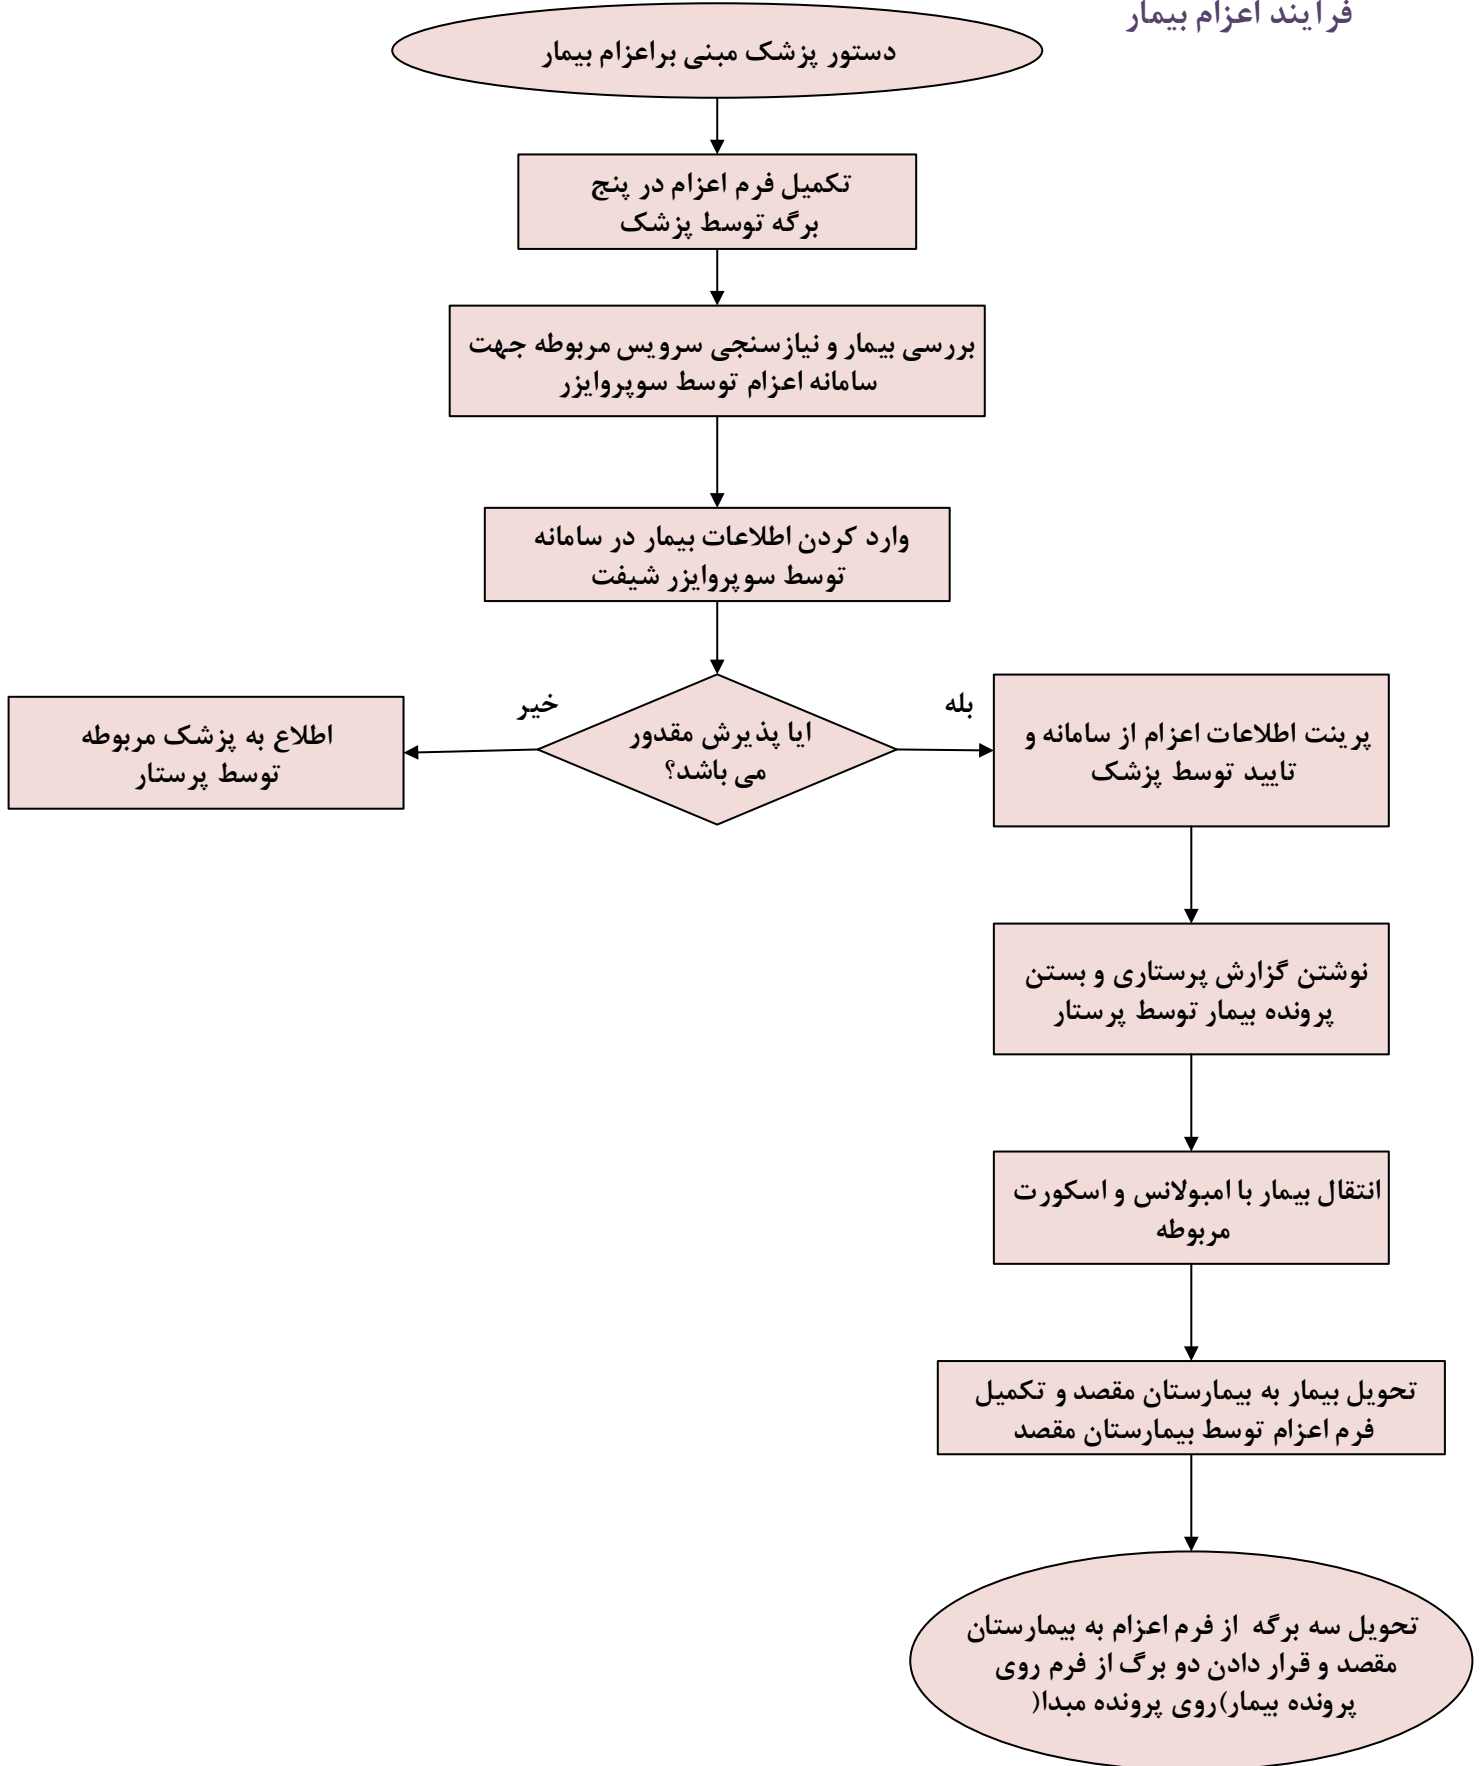 فرایند اعزام بیمار
دستور پزشک مبنی براعزام بیمار
تکمیل فرم اعزام در پنج
برگه توسط پزشک
بررسی بیمار و نیازسنجی سرویس مربوطه جهت
سامانه اعزام توسط سوپروایزر
وارد کردن اطلاعات بیمار در سامانه
توسط سوپروایزر شیفت
بله
خیر
ایا پذیرش مقدور
می باشد؟
پرینت اطلاعات اعزام از سامانه و
تایید توسط پزشک
اطلاع به پزشک مربوطه
توسط پرستار
نوشتن گزارش پرستاری و بستن
پرونده بیمار توسط پرستار
انتقال بیمار با امبولانس و اسکورت
مربوطه
تحویل بیمار به بیمارستان مقصد و تکمیل
فرم اعزام توسط بیمارستان مقصد
تحویل سه برگه از فرم اعزام به بیمارستان
مقصد و قرار دادن دو برگ از فرم روی
پرونده بیمار(روی پرونده مبدا)